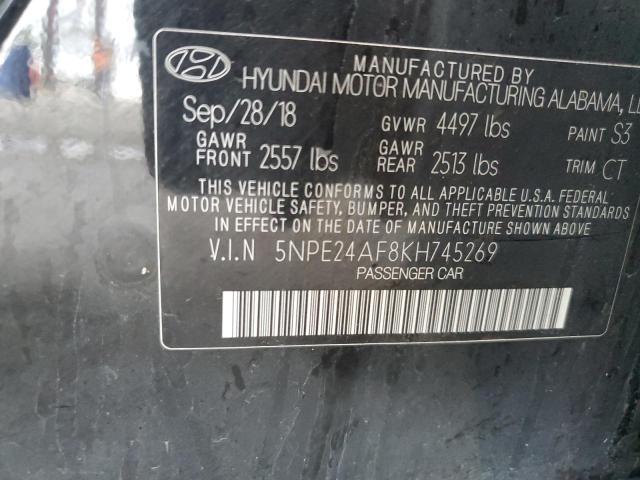 MANUFACTURED BY
HYUNDAI MOTOR MANUFACTURING ALABAMA,
Sep/28/18 GVWR 4497 lbs PAINT S3
GAWR FRONT 2557 lbs GAWR REAR 2513 lbs TRIM CT
THIS VEHICLE CONFORMS TO ALL APPLICABLE U.S.A. FEDERAL
MOTOR VEHICLE SAFETY, BUMPER, AND THEFT PREVENTION STANDARDS
IN EFFECT ON THE DATE OF MANUFACTURE SHOWN ABOVE
V.I.N 5NPE24AF8KH745269
PASSENGER CAR